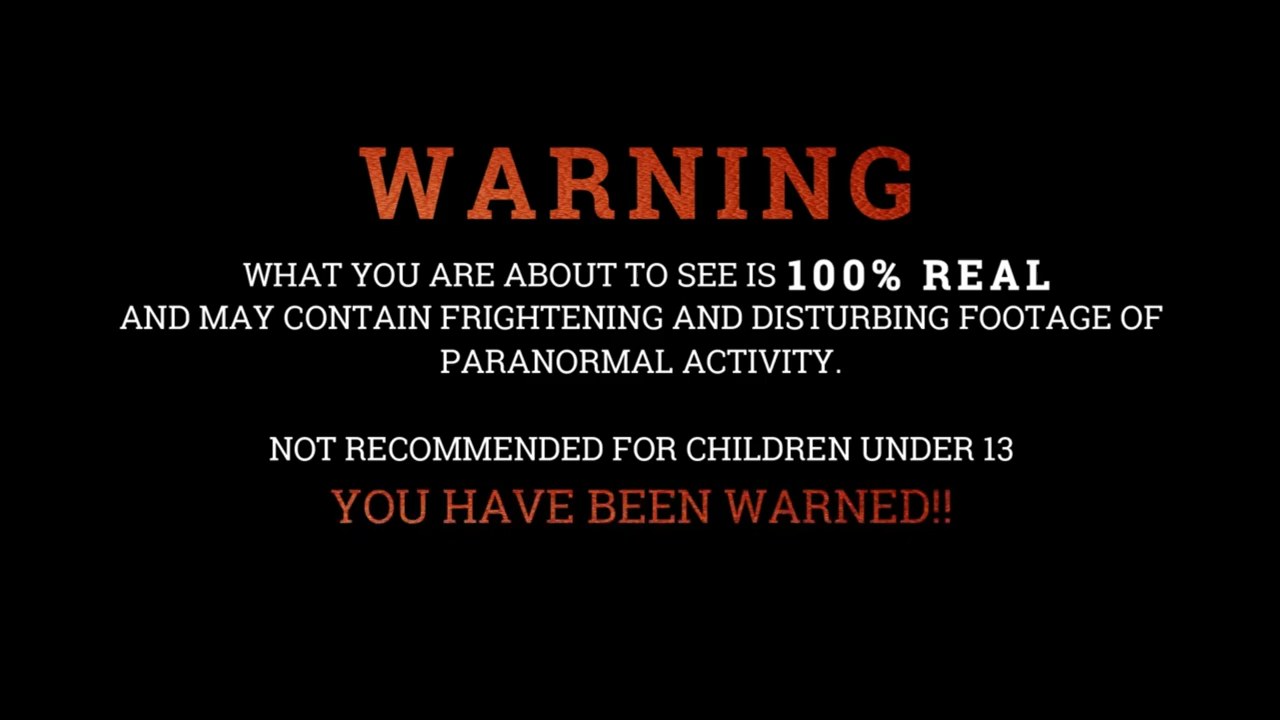 WARNING
WHAT YOU ARE ABOUT TO SEE IS 100% REAL
AND MAY CONTAIN FRIGHTENING AND DISTURBING FOOTAGE OF
PARANORMAL ACTIVITY.
NOT RECOMMENDED FOR CHILDREN UNDER 13
YOU HAVE BEEN WARNED!!